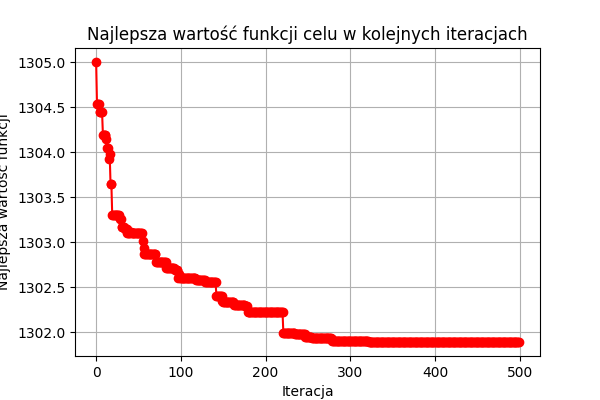 Najlepsza wartość funkcji celu w kolejnych iteracjach
Najlepsza wartość funkcji
1305.0
1304.5
1304.0
1303.5
1303.0
1302.5
1302.0
0 100 200 300 400 500
Iteracja